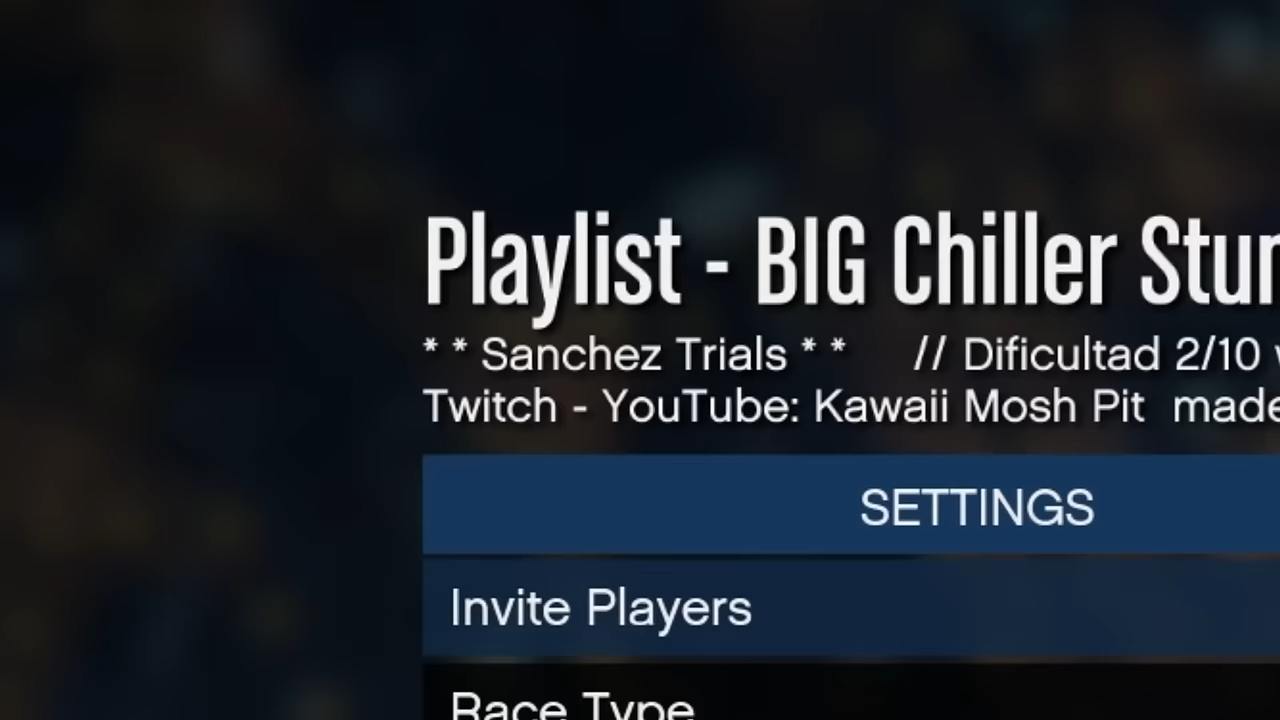 Playlist - BIG Chiller Stun
* * Sanchez Trials * * // Dificultad 2/10
Twitch - YouTube: Kawaii Mosh Pit made
SETTINGS
Invite Players
Race Type